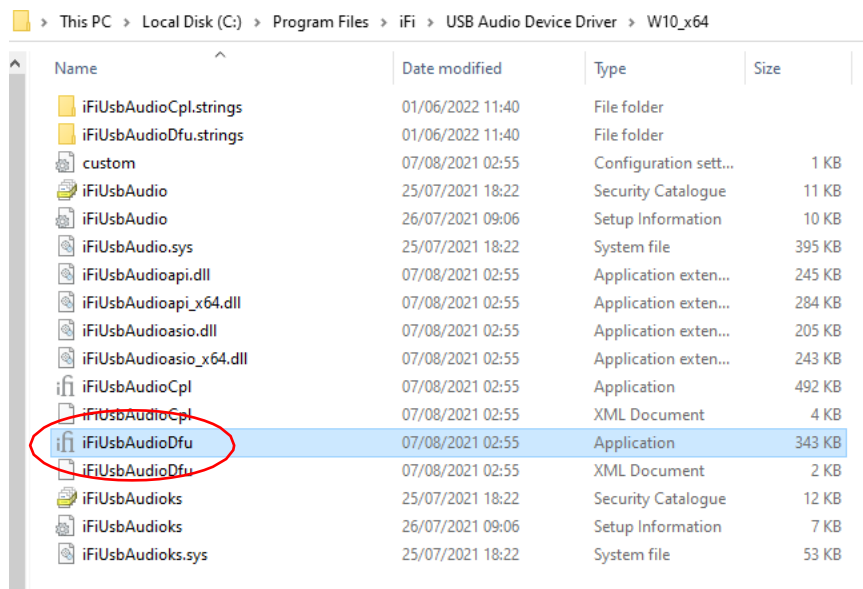 This PC > Local Disk (C:) > Program Files > iFi > USB Audio Device Driver > W10_x64
Name Date modified Type Size
iFiUsbAudioCpl.strings 01/06/2022 11:40 File folder
iFiUsbAudioDfu.strings 01/06/2022 11:40 File folder
custom 07/08/2021 02:55 Configuration sett... 1 KB
iFiUsbAudio 25/07/2021 18:22 Security Catalogue 11 KB
iFiUsbAudio 26/07/2021 09:06 Setup Information 10 KB
iFiUsbAudio.sys 25/07/2021 18:22 System file 395 KB
iFiUsbAudioapi.dll 07/08/2021 02:55 Application exten... 245 KB
iFiUsbAudioapi_x64.dll 07/08/2021 02:55 Application exten... 284 KB
iFiUsbAudioasio.dll 07/08/2021 02:55 Application exten... 205 KB
iFiUsbAudioasio_x64.dll 07/08/2021 02:55 Application exten... 243 KB
ifi iFiUsbAudioCpl 07/08/2021 02:55 Application 492 KB
iFiUsbAudioCpl 07/08/2021 02:55 XML Document 4 KB
ifi iFiUsbAudioDfu 07/08/2021 02:55 Application 343 KB
iFiUsbAudioDfu 07/08/2021 02:55 XML Document 2 KB
iFiUsbAudioks 25/07/2021 18:22 Security Catalogue 12 KB
iFiUsbAudioks 26/07/2021 09:06 Setup Information 7 KB
iFiUsbAudioks.sys 25/07/2021 18:22 System file 53 KB